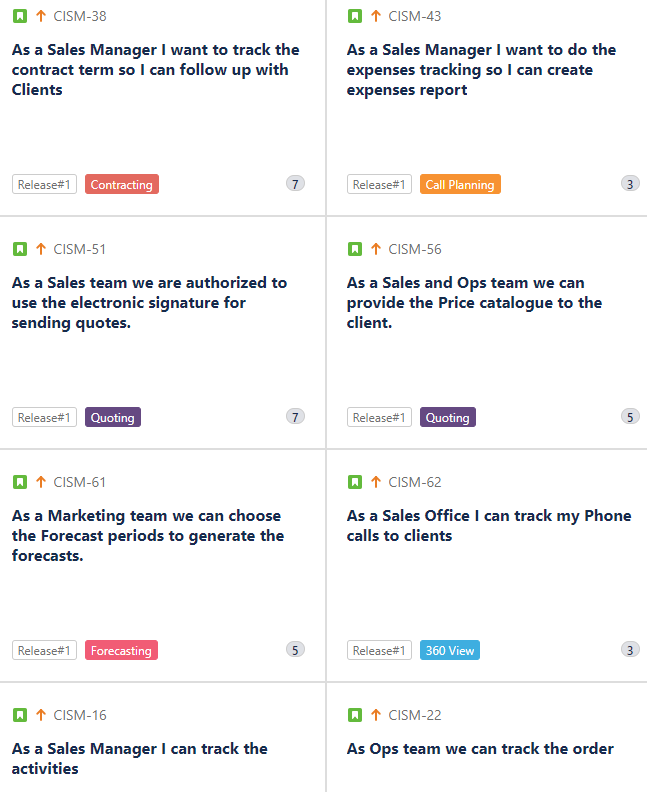 CISM-38
As a Sales Manager I want to track the
contract term so I can follow up with
Clients
Release#1 Contracting 7
CISM-43
As a Sales Manager I want to do the
expenses tracking so I can create
expenses report
Release#1 Call Planning 3
CISM-51
As a Sales team we are authorized to
use the electronic signature for
sending quotes.
Release#1 Quoting 7
CISM-56
As a Sales and Ops team we can
provide the Price catalogue to the
client.
Release#1 Quoting 5
CISM-61
As a Marketing team we can choose
the Forecast periods to generate the
forecasts.
Release#1 Forecasting 5
CISM-62
As a Sales Office I can track my Phone
calls to clients
Release#1 360 View 3
CISM-16
As a Sales Manager I can track the
activities
CISM-22
As Ops team we can track the order